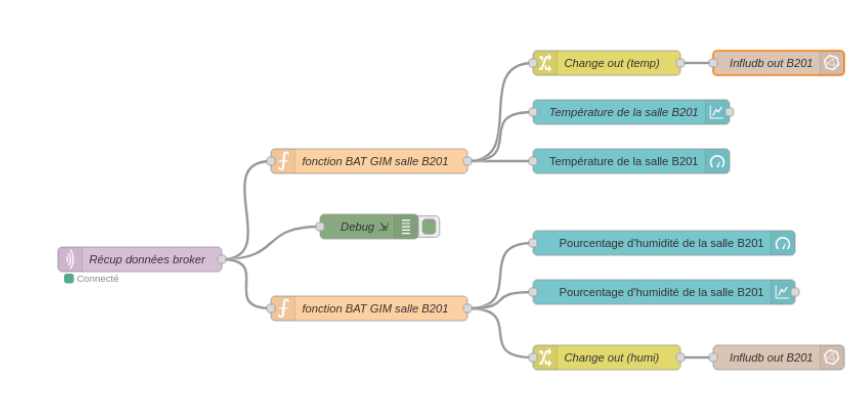 Change out (temp)
Infludb out B201
Température de la salle B201
fonction BAT GIM salle B201
Température de la salle B201
Debug
Récup données broker
Connecté
Pourcentage d'humidité de la salle B201
Pourcentage d'humidité de la salle B201
fonction BAT GIM salle B201
Change out (humi)
Infludb out B201